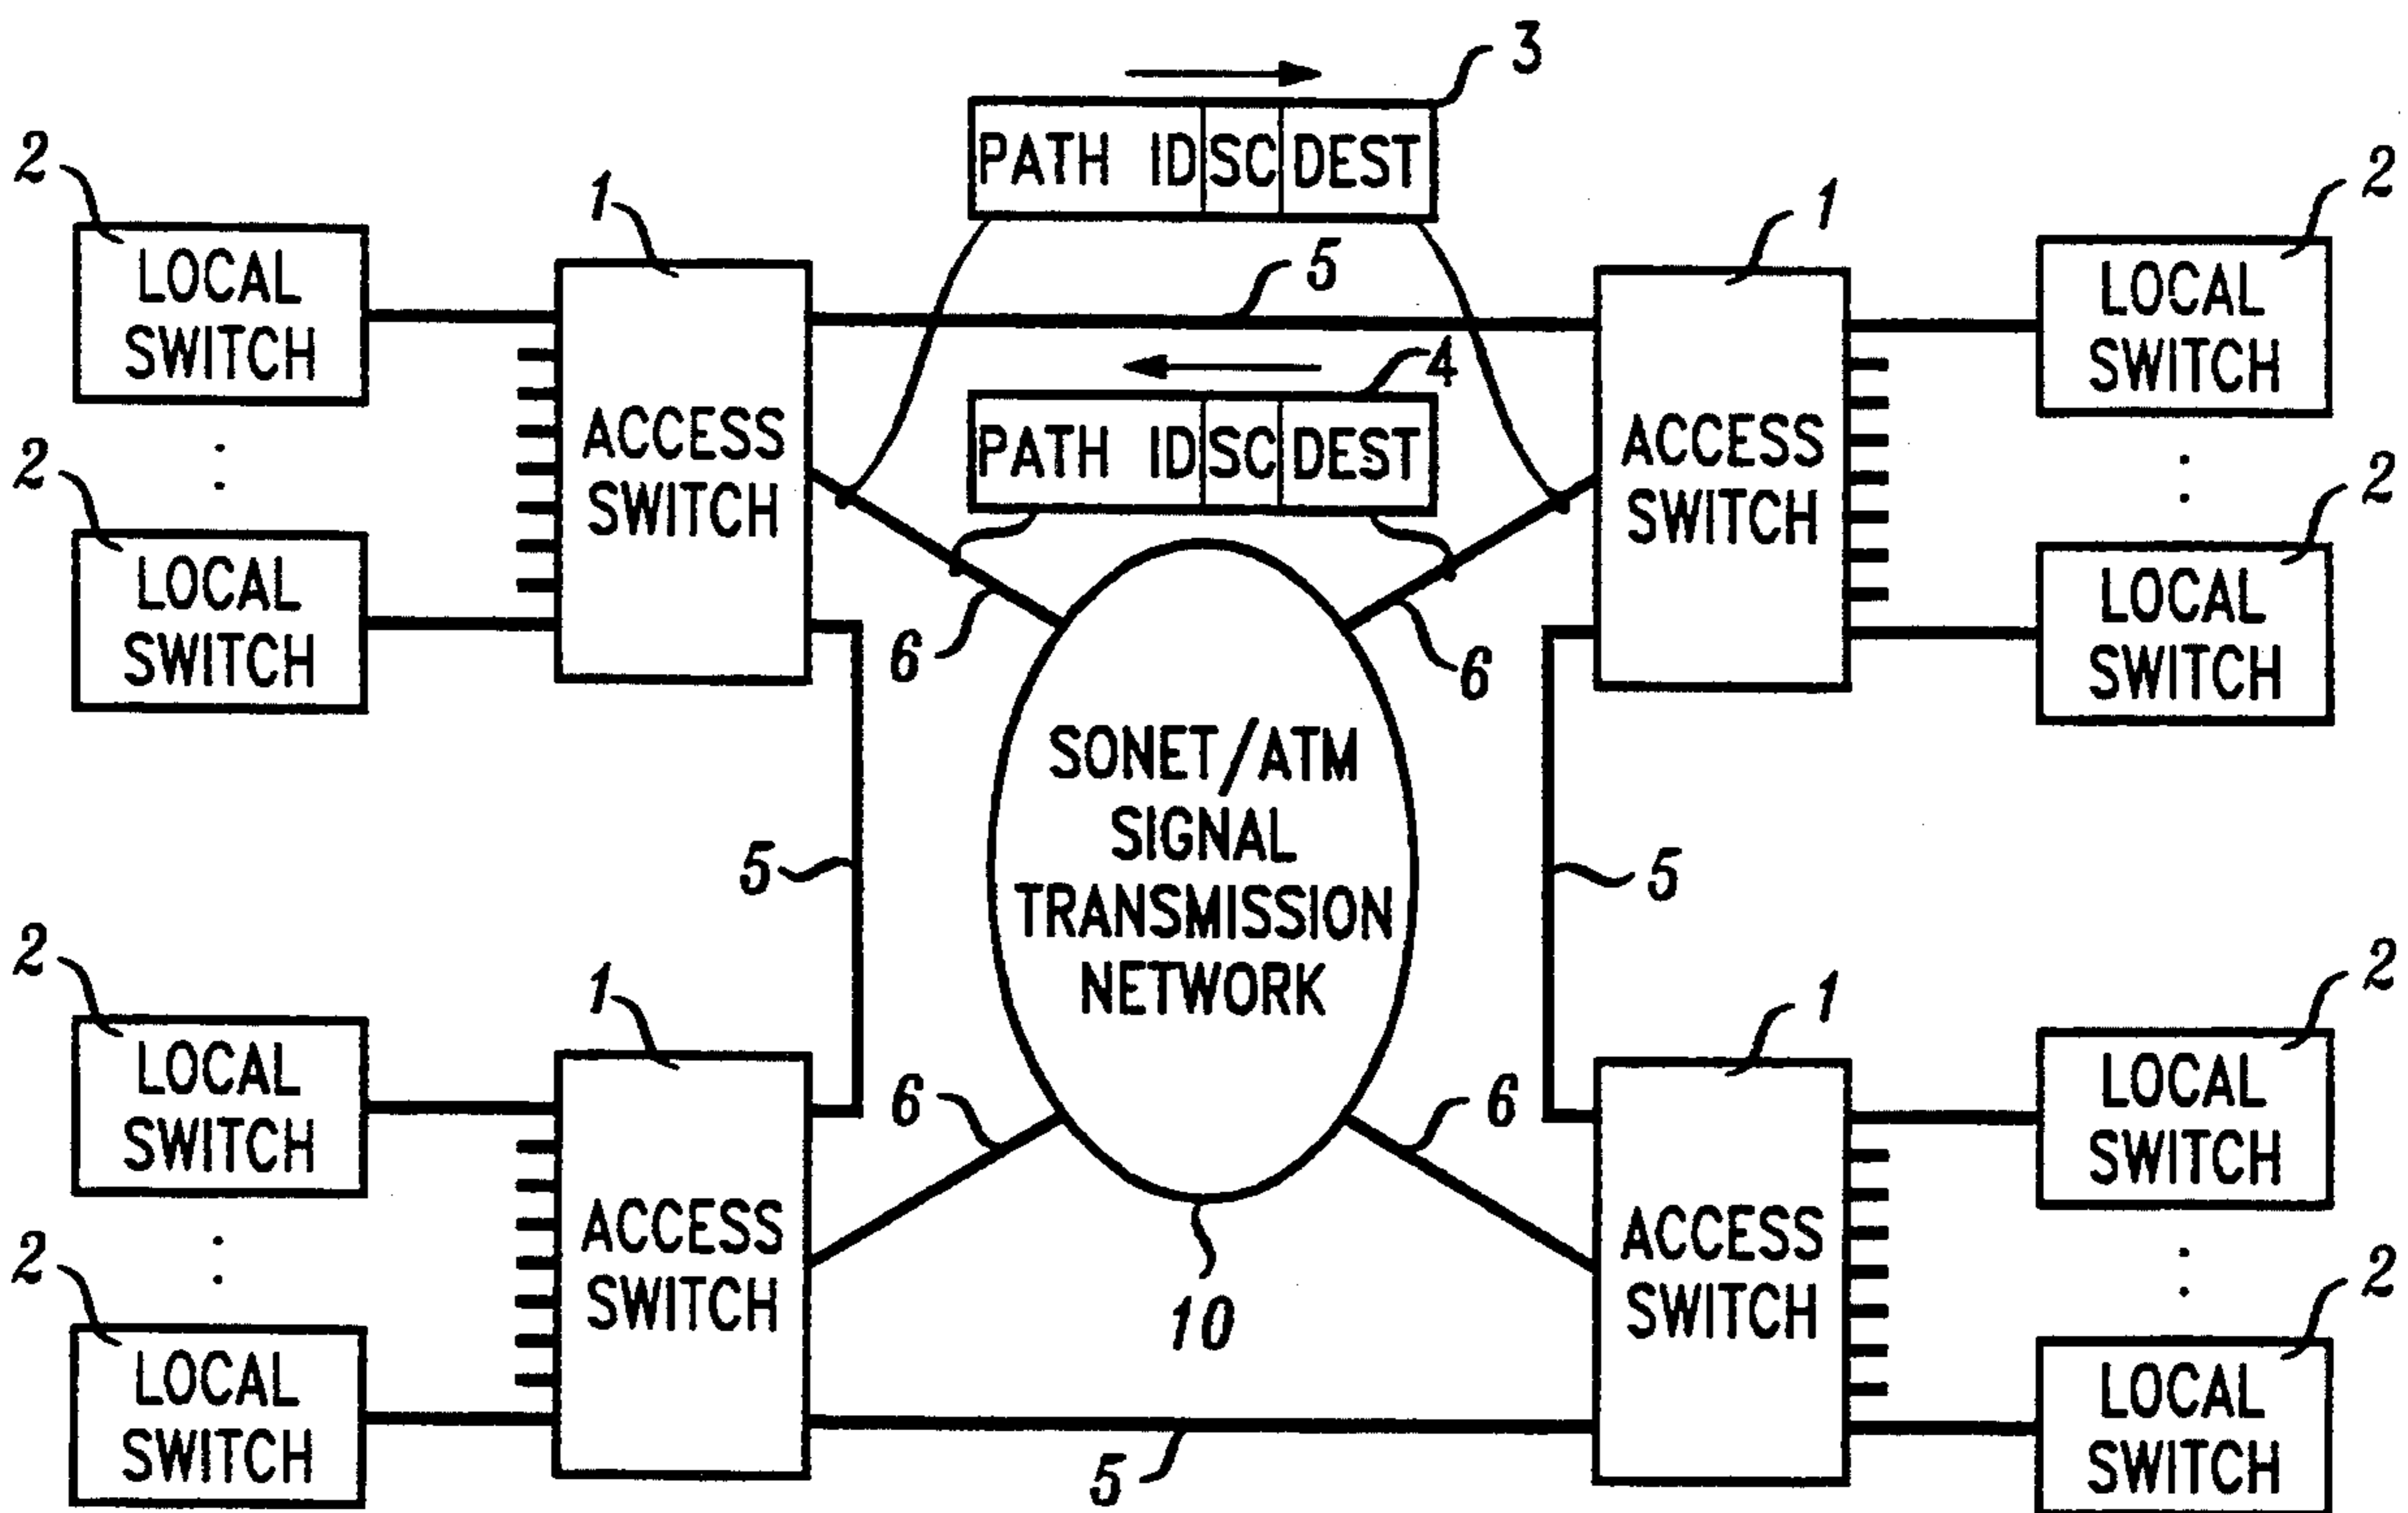 3
PATH ID SC DEST
2
1
1
2
LOCAL
SWITCH
5
LOCAL
SWITCH
4
PATH ID SC DEST
ACCESS
SWITCH
ACCESS
SWITCH
2
2
LOCAL
SWITCH
LOCAL
SWITCH
6
6
SONET/ATM
SIGNAL
TRANSMISSION
NETWORK
5
5
2
1
1
2
LOCAL
SWITCH
6
6
LOCAL
SWITCH
ACCESS
SWITCH
ACCESS
SWITCH
2
2
10
LOCAL
SWITCH
LOCAL
SWITCH
5